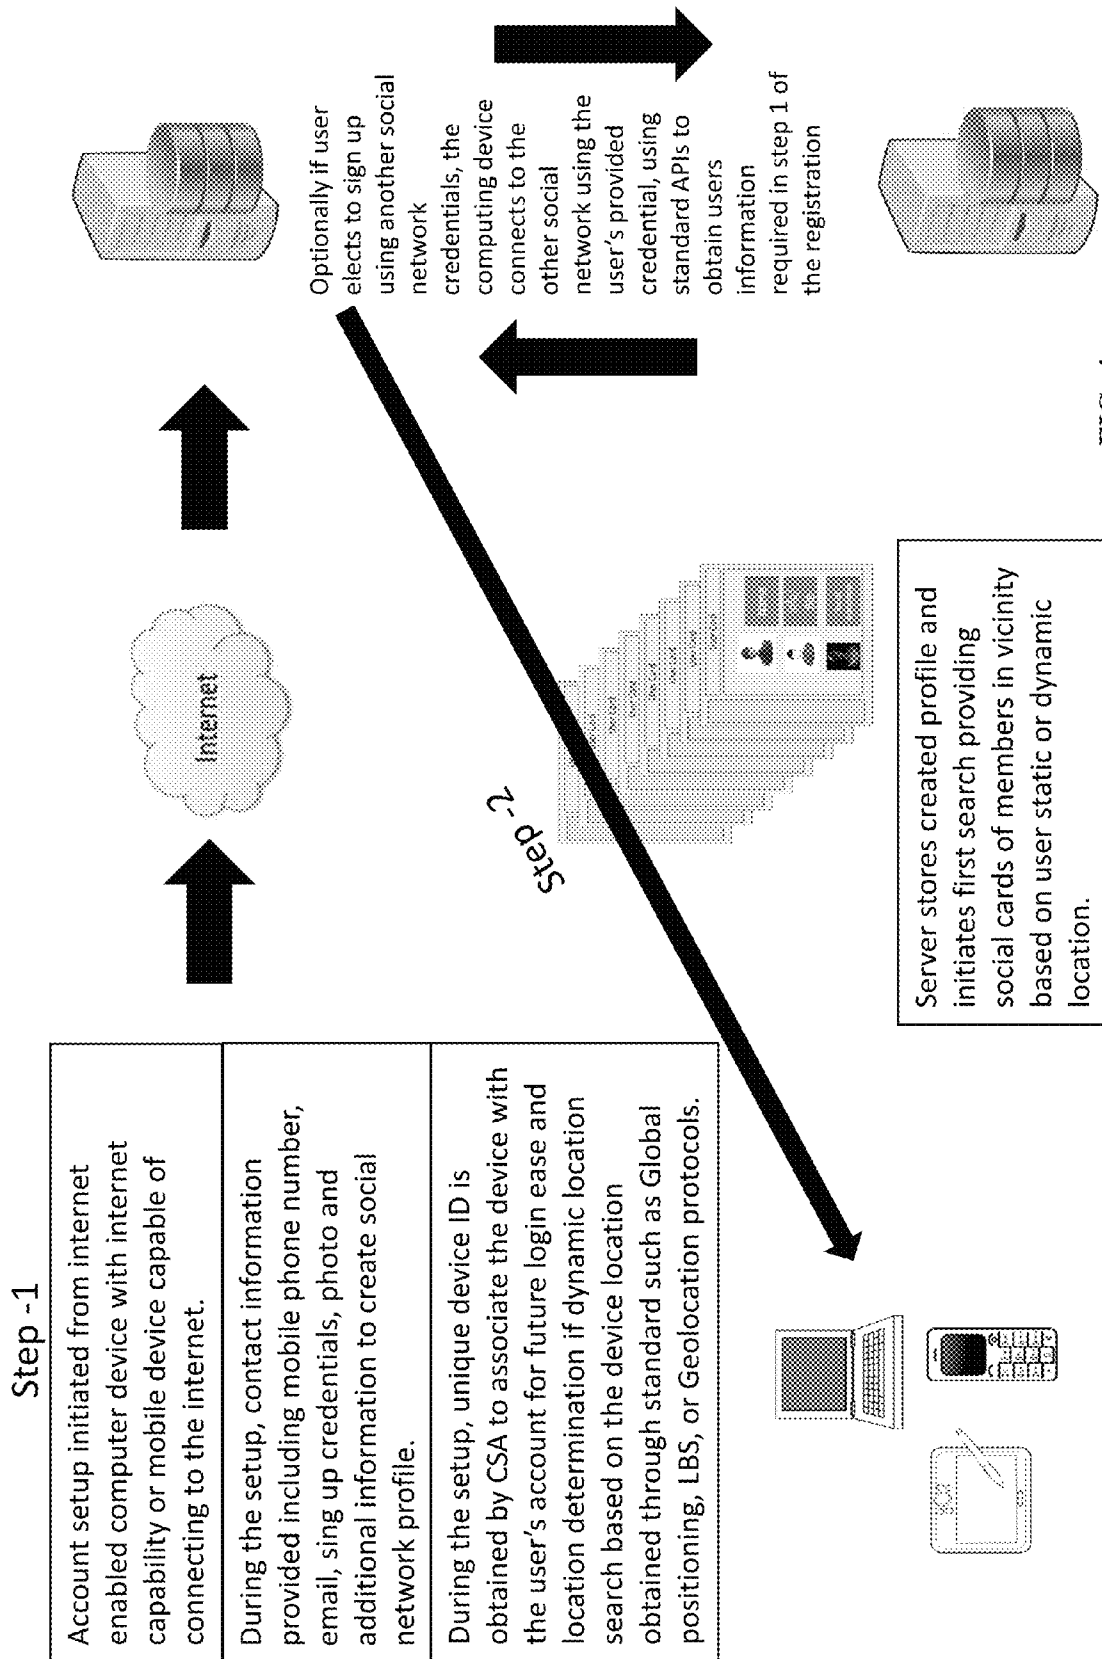 Step -1
Account setup initiated from internet
enabled computer device with internet
capability or mobile device capable of
connecting to the internet.
During the setup, contact information
provided including mobile phone number,
email, sing up credentials, photo and
additional information to create social
network profile.
During the setup, unique device ID is
obtained by CSA to associate the device with
the user's account for future login ease and
location determination if dynamic location
search based on the device location
obtained through standard such as Global
positioning, LBS, or Geolocation protocols.
Internet
Optionally if user
elects to sign up
using another social
network
credentials, the
computing device
connects to the
other social
network using the
user's provided
credential, using
standard APIs to
obtain users
information
required in step 1 of
the registration
Step -2
Server stores created profile and
initiates first search providing
social cards of members in vicinity
based on user static or dynamic
location.